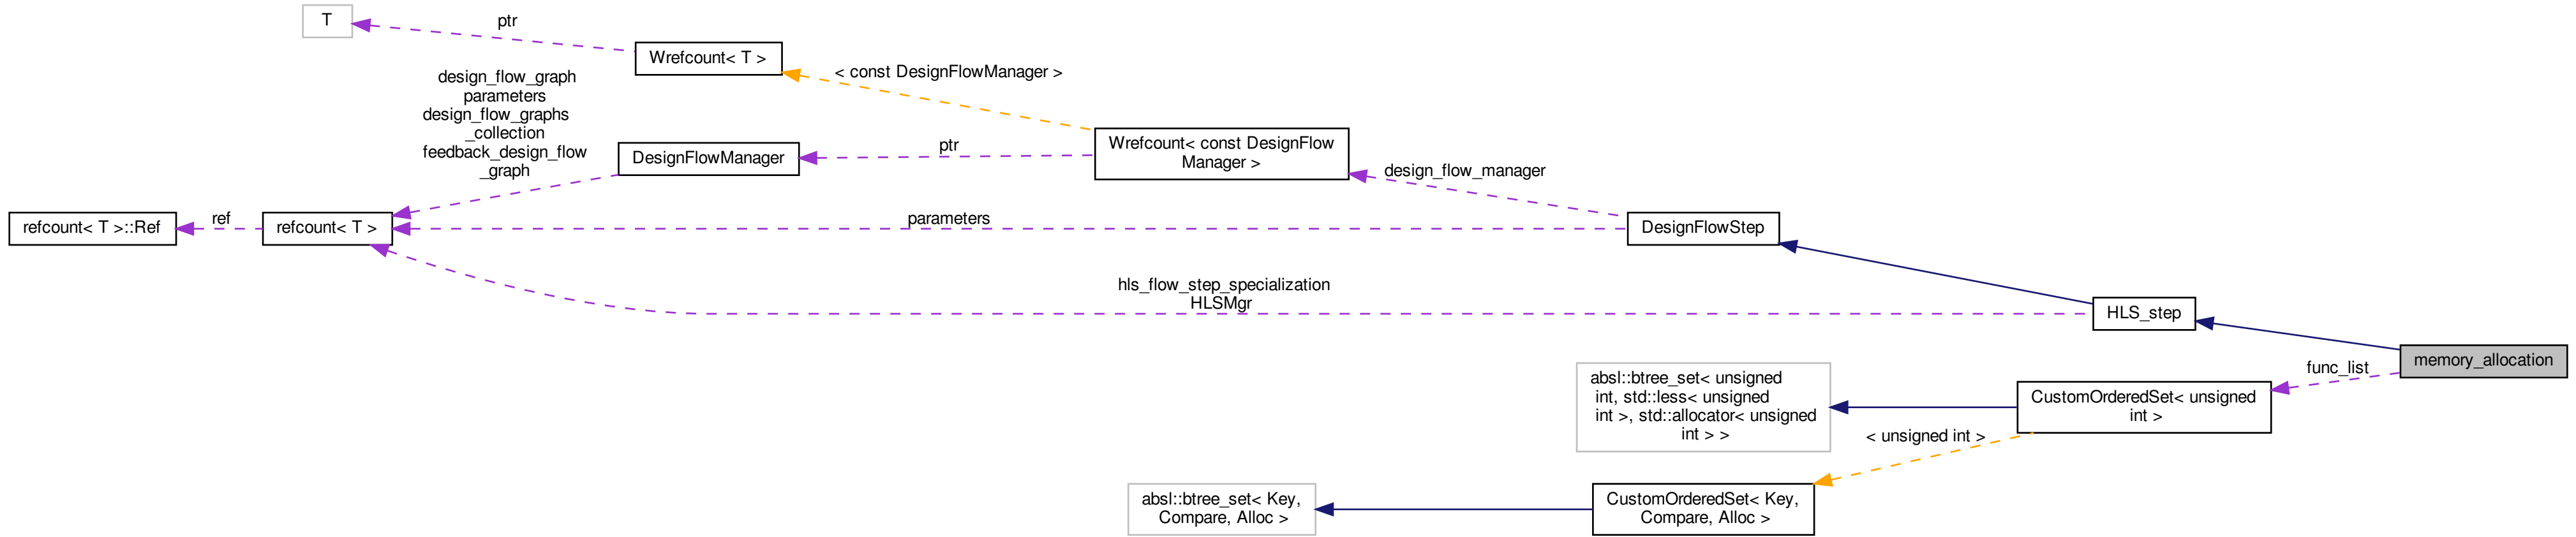 T
ptr
Wrefcount< T >
< const DesignFlowManager >
design_flow_graph
parameters
design_flow_graphs
_collection
feedback_design_flow
_graph
DesignFlowManager
ptr
Wrefcount< const DesignFlow
Manager >
design_flow_manager
refcount< T >::Ref
ref
refcount< T >
parameters
DesignFlowStep
hls_flow_step_specialization
HLSMgr
HLS_step
memory_allocation
func_list
absl::btree_set< unsigned
int, std::less< unsigned
int >, std::allocator< unsigned
int > >
CustomOrderedSet< unsigned
int >
< unsigned int >
absl::btree_set< Key,
Compare, Alloc >
CustomOrderedSet< Key,
Compare, Alloc >